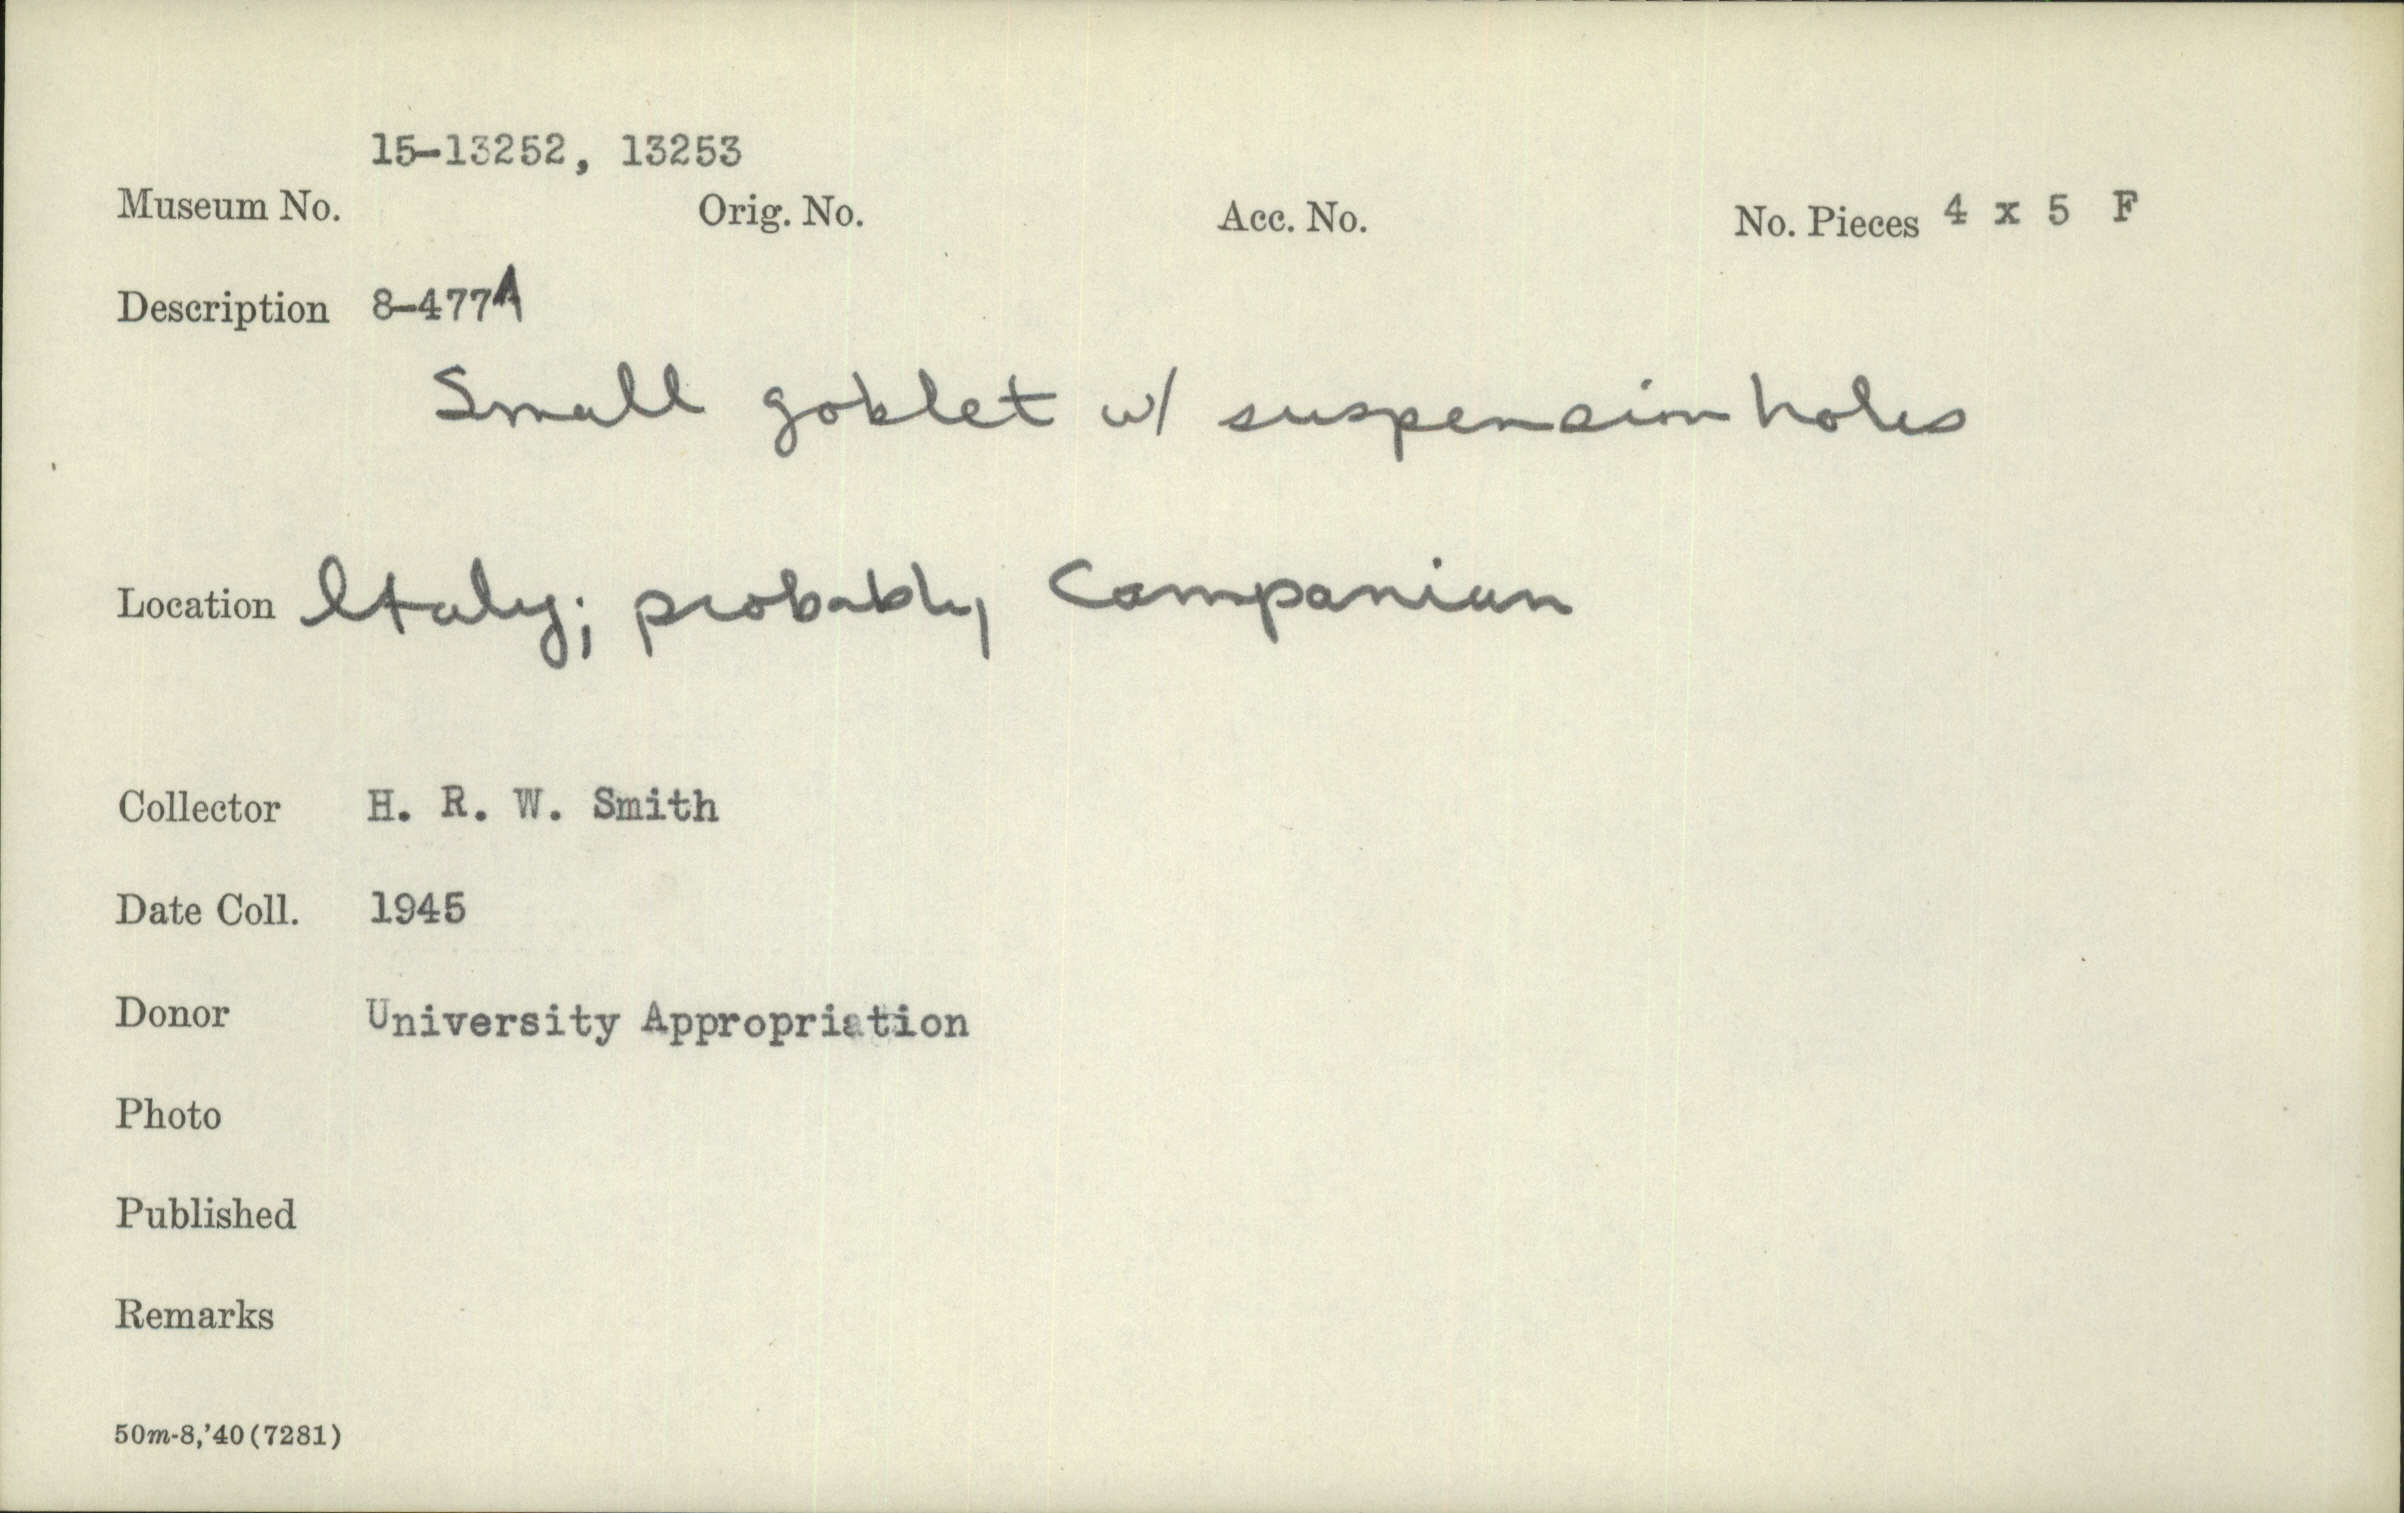 15-13252, 13253
Museum No. Orig. No. Acc. No. No. Pieces 4 x 5 F
Description 8-477A
Small goblet w/ suspension holes
Location Italy; probably Campanian
Collector H. R. W. Smith
Date Coll. 1945
Donor University Appropriation
Photo
Published
Remarks
50m-8,'40(7281)